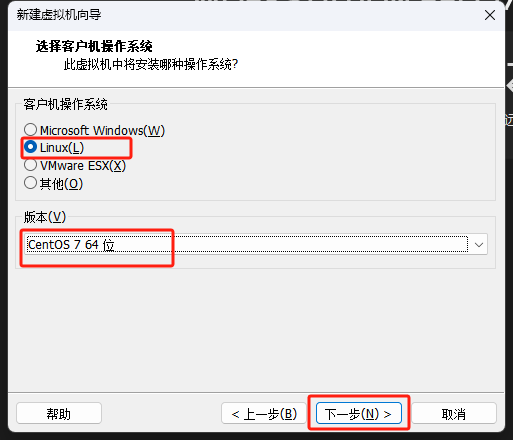 新建虚拟机向导
选择客户机操作系统
此虚拟机中将安装哪种操作系统?
客户机操作系统
Microsoft Windows(W)
Linux(L)
VMware ESX(X)
其他(O)
版本(V)
CentOS 7 64 位
帮助
< 上一步(B)
下一步(N) >
取消